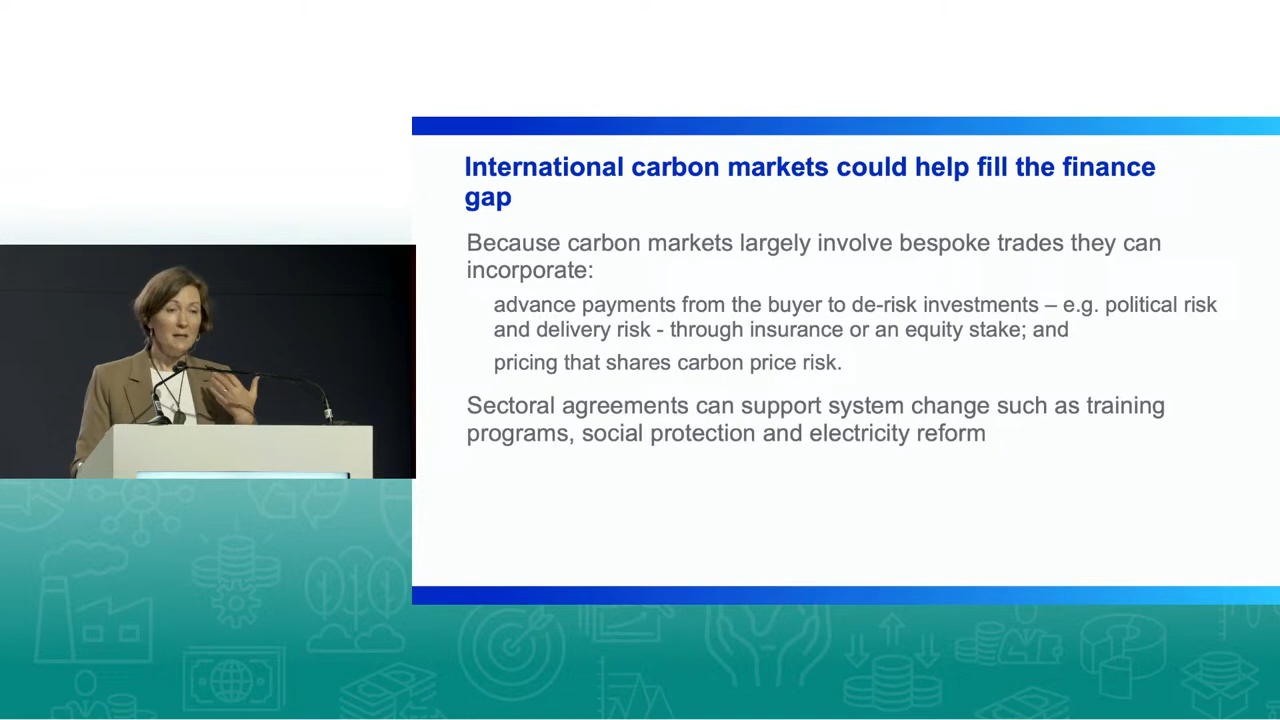 International carbon markets could help fill the finance
gap
Because carbon markets largely involve bespoke trades they can
incorporate:
advance payments from the buyer to de-risk investments – e.g. political risk
and delivery risk - through insurance or an equity stake; and
pricing that shares carbon price risk.
Sectoral agreements can support system change such as training
programs, social protection and electricity reform